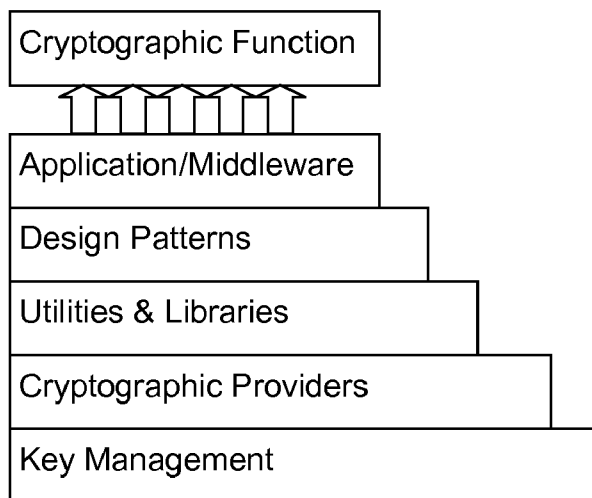 Cryptographic Function
Application/Middleware
Design Patterns
Utilities & Libraries
Cryptographic Providers
Key Management